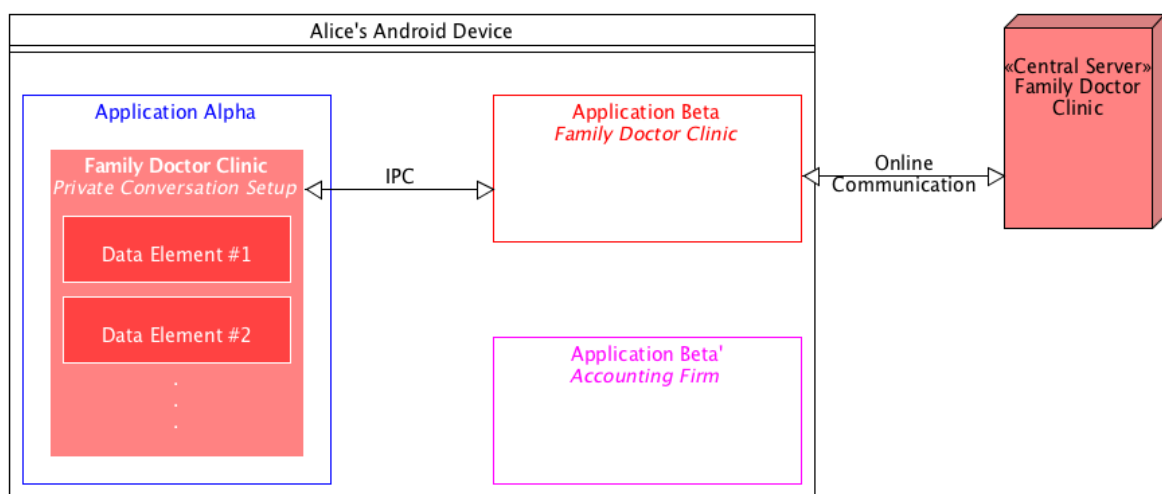 Alice's Android Device
Application Alpha
Family Doctor Clinic
Private Conversation Setup
Data Element #1
Data Element #2
.
.
.
IPC
Application Beta
Family Doctor Clinic
Application Beta'
Accounting Firm
Online
Communication
«Central Server»
Family Doctor
Clinic